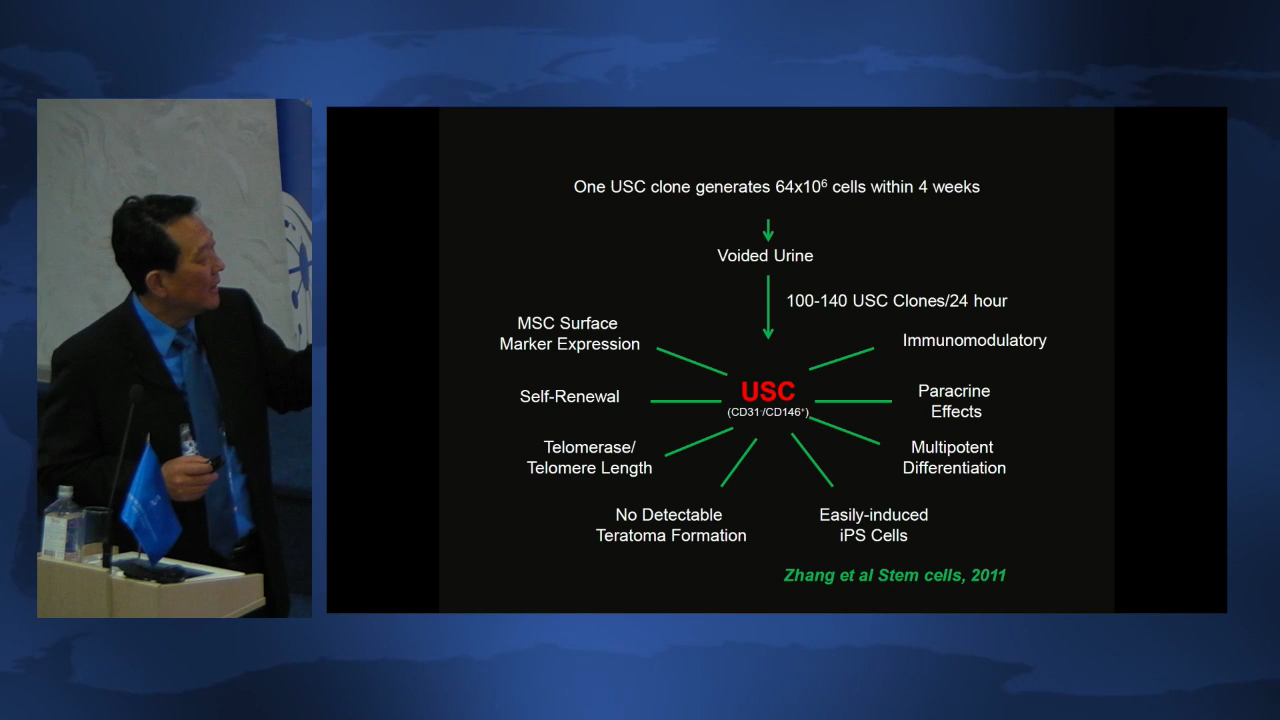 One USC clone generates 64x10⁶ cells within 4 weeks
Voided Urine
100-140 USC Clones/24 hour
MSC Surface
Marker Expression
Immunomodulatory
USC
(CD31⁻/CD146⁺)
Self-Renewal
Paracrine
Effects
Telomerase/
Telomere Length
Multipotent
Differentiation
No Detectable
Teratoma Formation
Easily-induced
iPS Cells
Zhang et al Stem cells, 2011